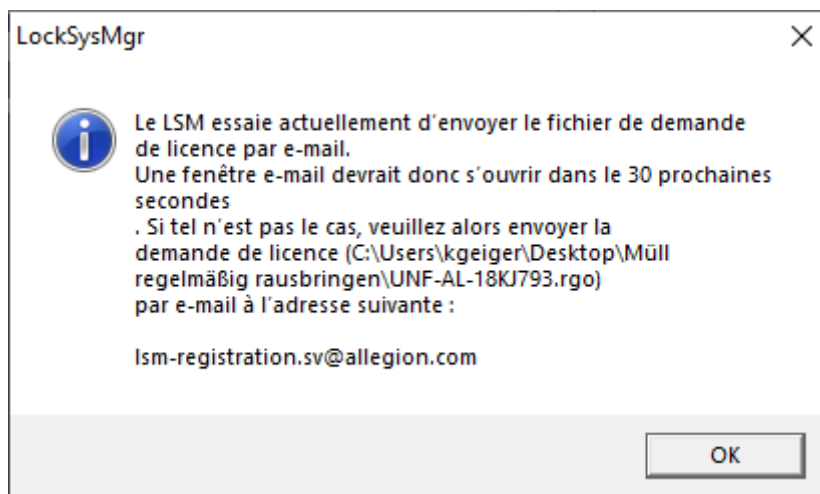 LockSysMgr
Le LSM essaie actuellement d'envoyer le fichier de demande
de licence par e-mail.
Une fenêtre e-mail devrait donc s'ouvrir dans le 30 prochaines
secondes
. Si tel n'est pas le cas, veuillez alors envoyer la
demande de licence (C:\Users\kgeiger\Desktop\Müll
regelmäßig rausbringen\UNF-AL-18KJ793.rgo)
par e-mail à l'adresse suivante :
lsm-registration.sv@allegion.com
OK